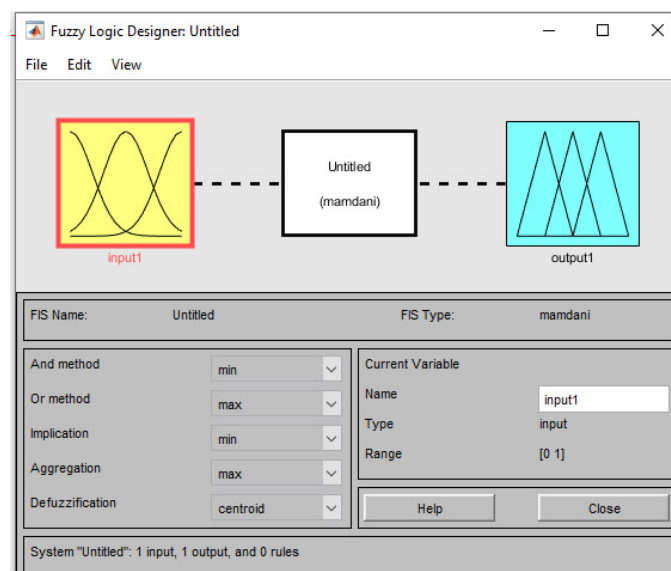 Fuzzy Logic Designer: Untitled
File Edit View
Untitled
(mamdani)
input1
output1
FIS Name: Untitled FIS Type: mamdani
And method min
Or method max
Implication min
Aggregation max
Defuzzification centroid
Current Variable
Name input1
Type input
Range [0 1]
Help Close
System "Untitled": 1 input, 1 output, and 0 rules